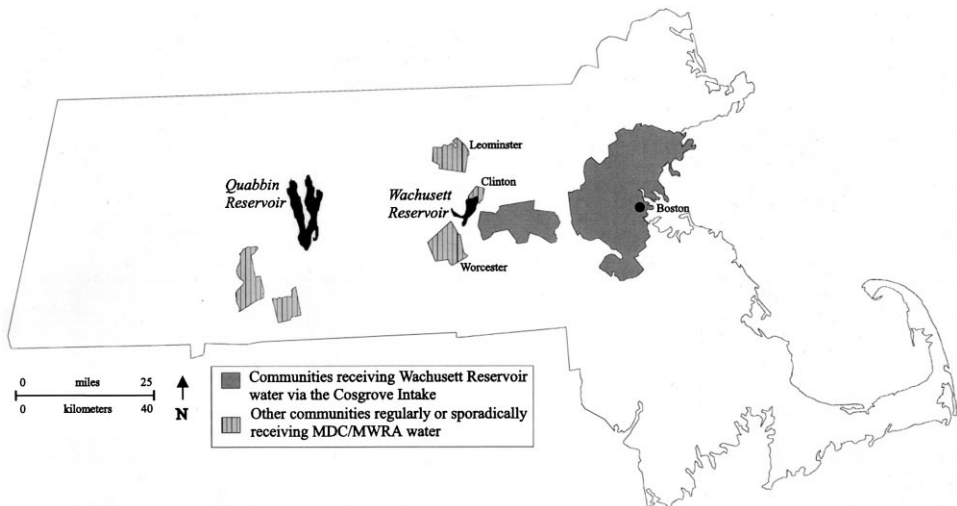 Leominster
Quabbin
Reservoir
Clinton
Wachusett
Reservoir
Boston
Worcester
0 miles 25
0 kilometers 40
N
Communities receiving Wachusett Reservoir
water via the Cosgrove Intake
Other communities regularly or sporadically
receiving MDC/MWRA water